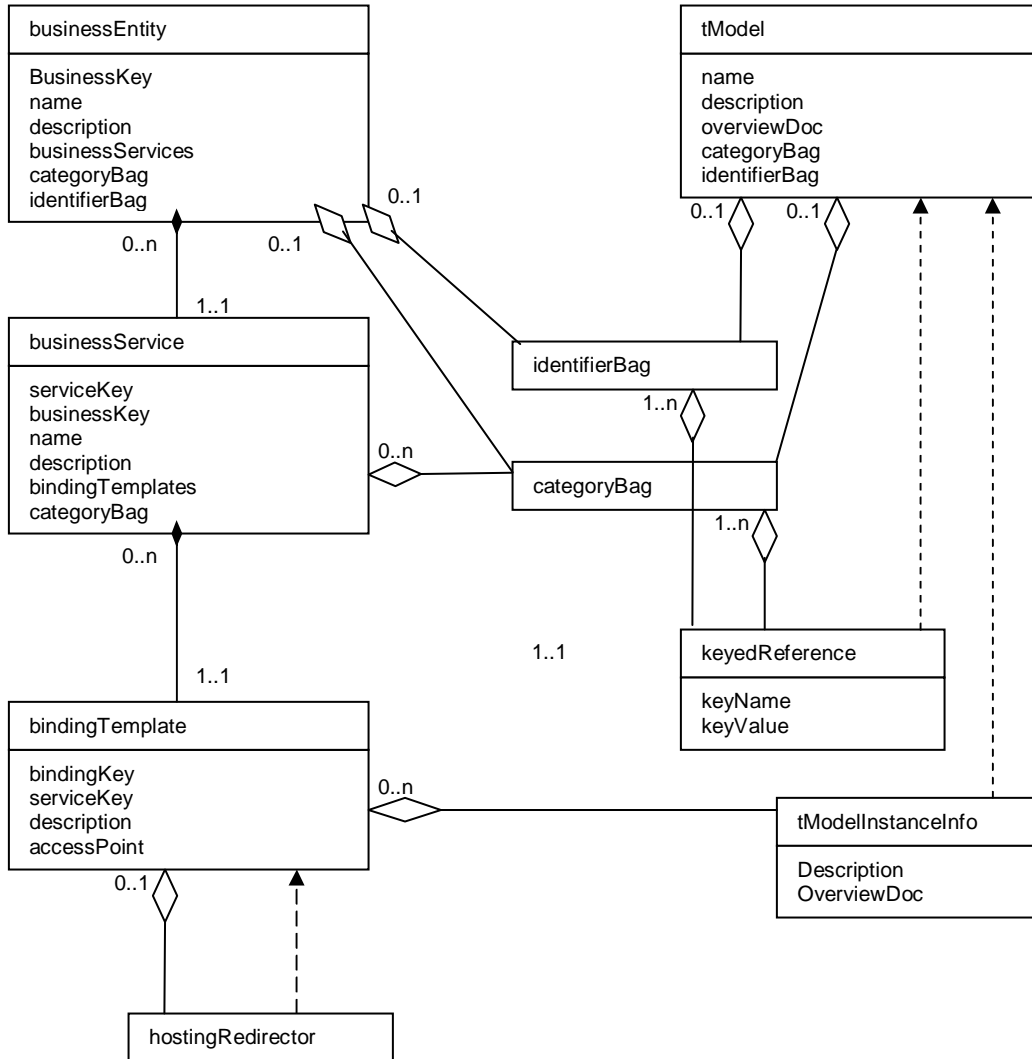 businessEntity
BusinessKey
name
description
businessServices
categoryBag
identifierBag
tModel
name
description
overviewDoc
categoryBag
identifierBag
0..1
0..n
0..1
0..1
0..1
1..1
businessService
serviceKey
businessKey
name
description
bindingTemplates
categoryBag
identifierBag
1..n
0..n
categoryBag
1..n
0..n
1..1
1..1
keyedReference
keyName
keyValue
bindingTemplate
bindingKey
serviceKey
description
accessPoint
0..n
tModelInstanceInfo
Description
OverviewDoc
0..1
hostingRedirector